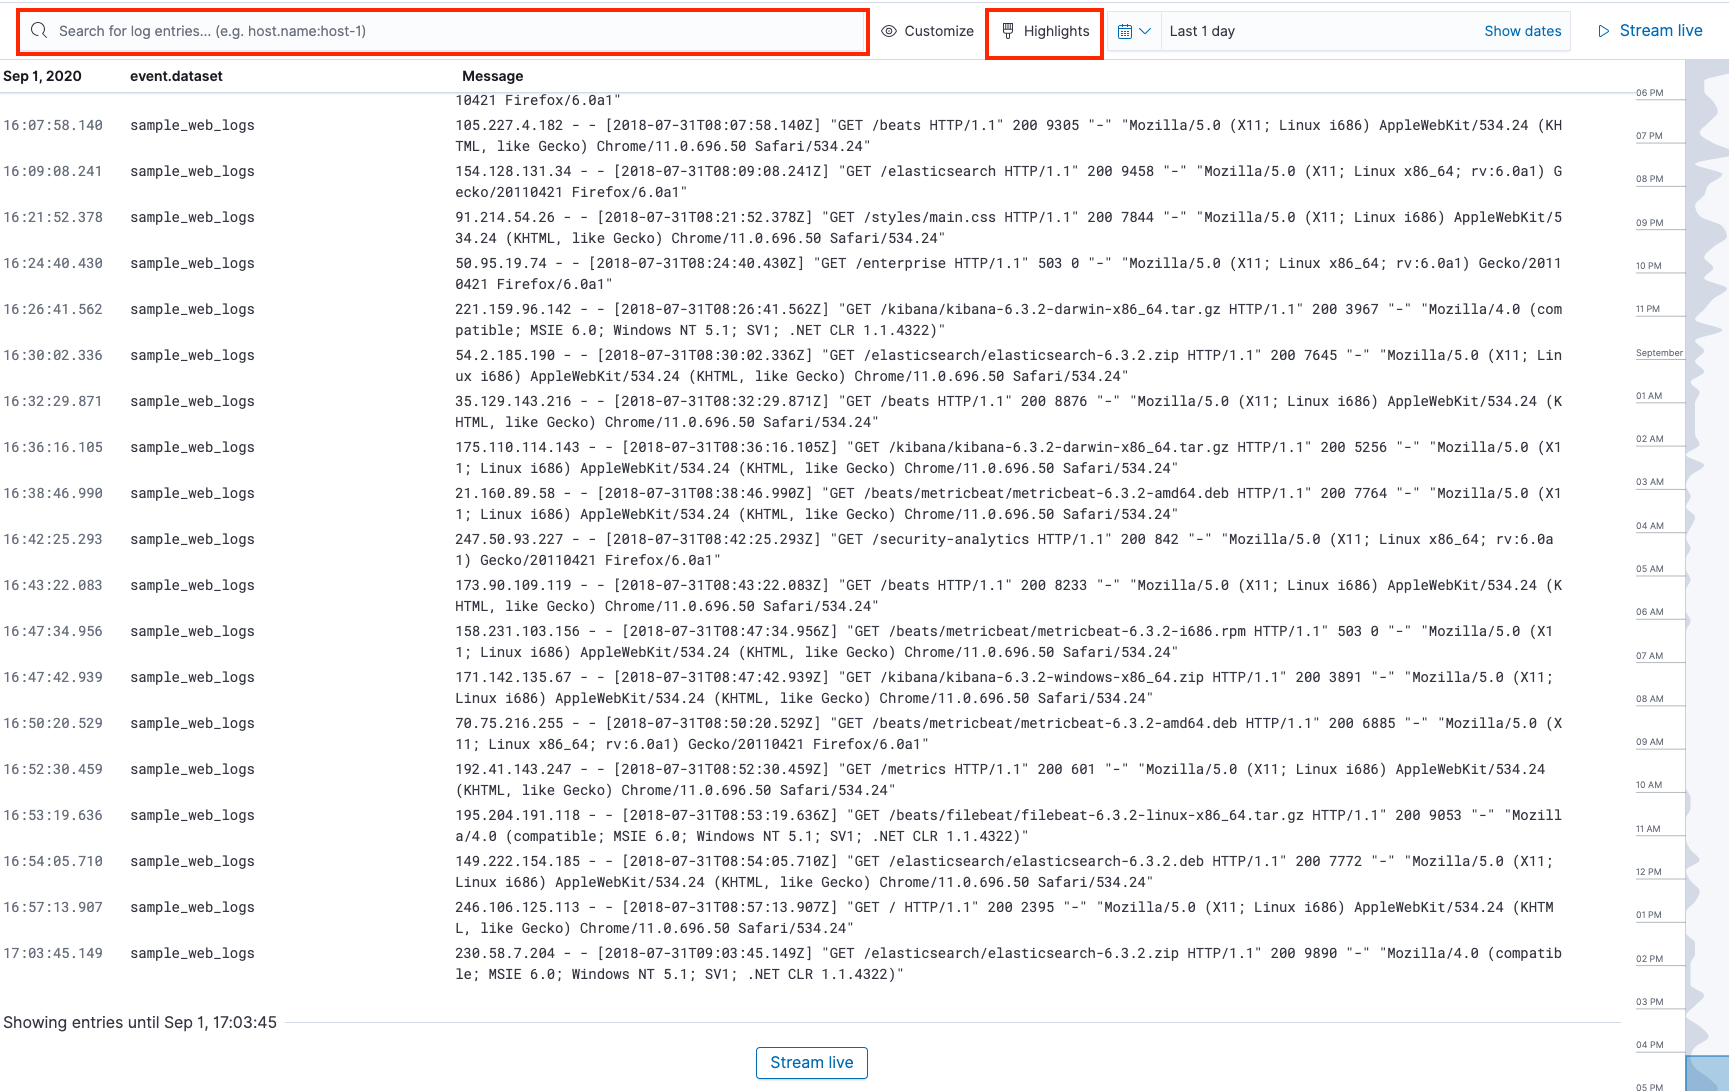 Search for log entries... (e.g. host.name:host-1) Customize Highlights Last 1 day Show dates Stream live
Sep 1, 2020 event.dataset Message
10421 Firefox/6.0a1"
16:07:58.140 sample_web_logs 105.227.4.182 - - [2018-07-31T08:07:58.140Z] "GET /beats HTTP/1.1" 200 9305 "-" "Mozilla/5.0 (X11; Linux i686) AppleWebKit/534.24 (KH
TML, like Gecko) Chrome/11.0.696.50 Safari/534.24"
16:09:08.241 sample_web_logs 154.128.131.34 - - [2018-07-31T08:09:08.241Z] "GET /elasticsearch HTTP/1.1" 200 9458 "-" "Mozilla/5.0 (X11; Linux x86_64; rv:6.0a1) G
ecko/20110421 Firefox/6.0a1"
16:21:52.378 sample_web_logs 91.214.54.26 - - [2018-07-31T08:21:52.378Z] "GET /styles/main.css HTTP/1.1" 200 7844 "-" "Mozilla/5.0 (X11; Linux i686) AppleWebKit/5
34.24 (KHTML, like Gecko) Chrome/11.0.696.50 Safari/534.24"
16:24:40.430 sample_web_logs 50.95.19.74 - - [2018-07-31T08:24:40.430Z] "GET /enterprise HTTP/1.1" 503 0 "-" "Mozilla/5.0 (X11; Linux x86_64; rv:6.0a1) Gecko/2011
0421 Firefox/6.0a1"
16:26:41.562 sample_web_logs 221.159.96.142 - - [2018-07-31T08:26:41.562Z] "GET /kibana/kibana-6.3.2-darwin-x86_64.tar.gz HTTP/1.1" 200 3967 "-" "Mozilla/4.0 (com
patible; MSIE 6.0; Windows NT 5.1; SV1; .NET CLR 1.1.4322)"
16:30:02.336 sample_web_logs 54.2.185.190 - - [2018-07-31T08:30:02.336Z] "GET /elasticsearch/elasticsearch-6.3.2.zip HTTP/1.1" 200 7645 "-" "Mozilla/5.0 (X11; Lin
ux i686) AppleWebKit/534.24 (KHTML, like Gecko) Chrome/11.0.696.50 Safari/534.24"
16:32:29.871 sample_web_logs 35.129.143.216 - - [2018-07-31T08:32:29.871Z] "GET /beats HTTP/1.1" 200 8876 "-" "Mozilla/5.0 (X11; Linux i686) AppleWebKit/534.24 (K
HTML, like Gecko) Chrome/11.0.696.50 Safari/534.24"
16:36:16.105 sample_web_logs 175.110.114.143 - - [2018-07-31T08:36:16.105Z] "GET /kibana/kibana-6.3.2-darwin-x86_64.tar.gz HTTP/1.1" 200 5256 "-" "Mozilla/5.0 (X1
1; Linux i686) AppleWebKit/534.24 (KHTML, like Gecko) Chrome/11.0.696.50 Safari/534.24"
16:38:46.990 sample_web_logs 21.160.89.58 - - [2018-07-31T08:38:46.990Z] "GET /beats/metricbeat/metricbeat-6.3.2-amd64.deb HTTP/1.1" 200 7764 "-" "Mozilla/5.0 (X1
1; Linux i686) AppleWebKit/534.24 (KHTML, like Gecko) Chrome/11.0.696.50 Safari/534.24"
16:42:25.293 sample_web_logs 247.50.93.227 - - [2018-07-31T08:42:25.293Z] "GET /security-analytics HTTP/1.1" 200 842 "-" "Mozilla/5.0 (X11; Linux x86_64; rv:6.0a
1) Gecko/20110421 Firefox/6.0a1"
16:43:22.083 sample_web_logs 173.90.109.119 - - [2018-07-31T08:43:22.083Z] "GET /beats HTTP/1.1" 200 8233 "-" "Mozilla/5.0 (X11; Linux i686) AppleWebKit/534.24 (K
HTML, like Gecko) Chrome/11.0.696.50 Safari/534.24"
16:47:34.956 sample_web_logs 158.231.103.156 - - [2018-07-31T08:47:34.956Z] "GET /beats/metricbeat/metricbeat-6.3.2-i686.rpm HTTP/1.1" 503 0 "-" "Mozilla/5.0 (X1
1; Linux i686) AppleWebKit/534.24 (KHTML, like Gecko) Chrome/11.0.696.50 Safari/534.24"
16:47:42.939 sample_web_logs 171.142.135.67 - - [2018-07-31T08:47:42.939Z] "GET /kibana/kibana-6.3.2-windows-x86_64.zip HTTP/1.1" 200 3891 "-" "Mozilla/5.0 (X11;
Linux i686) AppleWebKit/534.24 (KHTML, like Gecko) Chrome/11.0.696.50 Safari/534.24"
16:50:20.529 sample_web_logs 70.75.216.255 - - [2018-07-31T08:50:20.529Z] "GET /beats/metricbeat/metricbeat-6.3.2-amd64.deb HTTP/1.1" 200 6885 "-" "Mozilla/5.0 (X
11; Linux x86_64; rv:6.0a1) Gecko/20110421 Firefox/6.0a1"
16:52:30.459 sample_web_logs 192.41.143.247 - - [2018-07-31T08:52:30.459Z] "GET /metrics HTTP/1.1" 200 601 "-" "Mozilla/5.0 (X11; Linux i686) AppleWebKit/534.24
(KHTML, like Gecko) Chrome/11.0.696.50 Safari/534.24"
16:53:19.636 sample_web_logs 195.204.191.118 - - [2018-07-31T08:53:19.636Z] "GET /beats/filebeat/filebeat-6.3.2-linux-x86_64.tar.gz HTTP/1.1" 200 9053 "-" "Mozill
a/4.0 (compatible; MSIE 6.0; Windows NT 5.1; SV1; .NET CLR 1.1.4322)"
16:54:05.710 sample_web_logs 149.222.154.185 - - [2018-07-31T08:54:05.710Z] "GET /elasticsearch/elasticsearch-6.3.2.deb HTTP/1.1" 200 7772 "-" "Mozilla/5.0 (X11;
Linux i686) AppleWebKit/534.24 (KHTML, like Gecko) Chrome/11.0.696.50 Safari/534.24"
16:57:13.907 sample_web_logs 246.106.125.113 - - [2018-07-31T08:57:13.907Z] "GET / HTTP/1.1" 200 2395 "-" "Mozilla/5.0 (X11; Linux i686) AppleWebKit/534.24 (KHTM
L, like Gecko) Chrome/11.0.696.50 Safari/534.24"
17:03:45.149 sample_web_logs 230.58.7.204 - - [2018-07-31T09:03:45.149Z] "GET /elasticsearch/elasticsearch-6.3.2.zip HTTP/1.1" 200 9890 "-" "Mozilla/4.0 (compatib
le; MSIE 6.0; Windows NT 5.1; SV1; .NET CLR 1.1.4322)"
Showing entries until Sep 1, 17:03:45
Stream live
06 PM
07 PM
08 PM
09 PM
10 PM
11 PM
September
01 AM
02 AM
03 AM
04 AM
05 AM
06 AM
07 AM
08 AM
09 AM
10 AM
11 AM
12 PM
01 PM
02 PM
03 PM
04 PM
05 PM